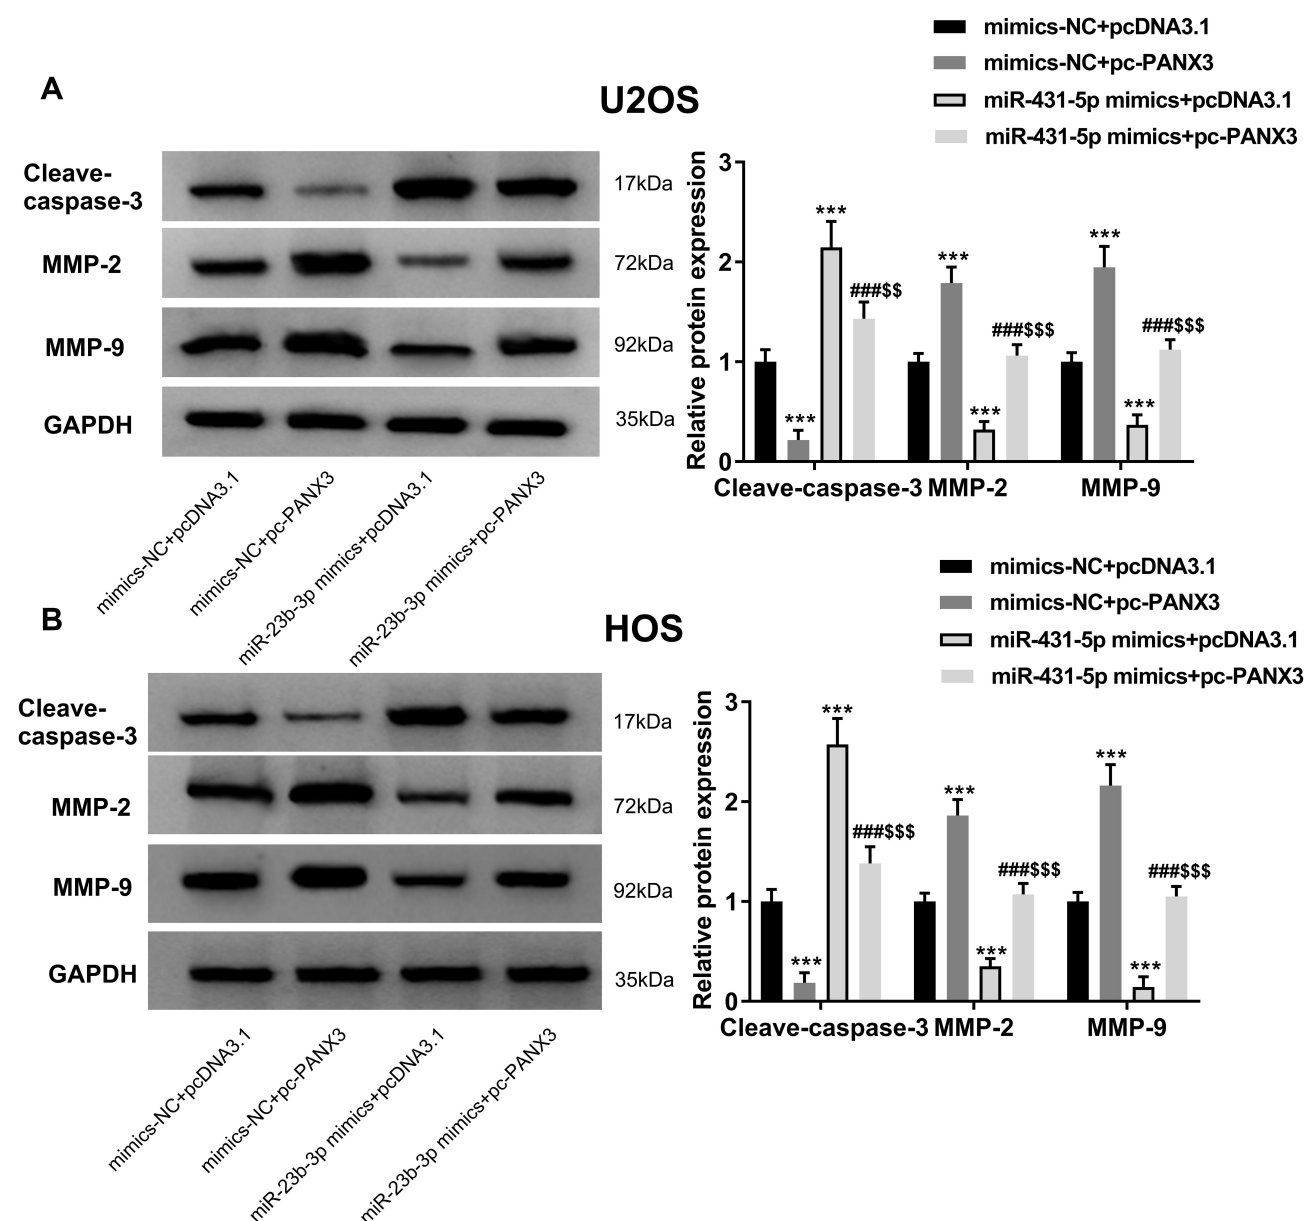 A
U2OS
mimics-NC+pcDNA3.1
mimics-NC+pc-PANX3
miR-431-5p mimics+pcDNA3.1
miR-431-5p mimics+pc-PANX3
Cleave-
caspase-3
17kDa
MMP-2
72kDa
MMP-9
92kDa
GAPDH
35kDa
mimics-NC+pcDNA3.1
mimics-NC+pc-PANX3
miR-23b-3p mimics+pcDNA3.1
miR-23b-3p mimics+pc-PANX3
Relative protein expression
3
2
1
0
***
***
###$$
***
***
###$$$
***
***
###$$$
Cleave-caspase-3 MMP-2 MMP-9
B
HOS
mimics-NC+pcDNA3.1
mimics-NC+pc-PANX3
miR-431-5p mimics+pcDNA3.1
miR-431-5p mimics+pc-PANX3
Cleave-
caspase-3
17kDa
MMP-2
72kDa
MMP-9
92kDa
GAPDH
35kDa
mimics-NC+pcDNA3.1
mimics-NC+pc-PANX3
miR-23b-3p mimics+pcDNA3.1
miR-23b-3p mimics+pc-PANX3
Relative protein expression
3
2
1
0
***
***
###$$$
***
***
###$$$
***
***
###$$$
Cleave-caspase-3 MMP-2 MMP-9